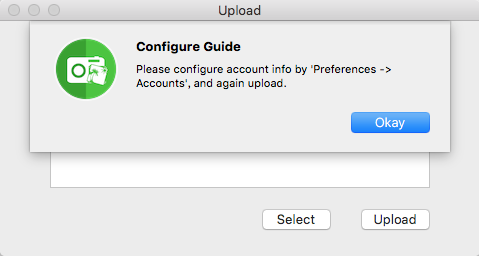 Upload
Configure Guide
Please configure account info by 'Preferences ->
Accounts', and again upload.
Okay
Select
Upload